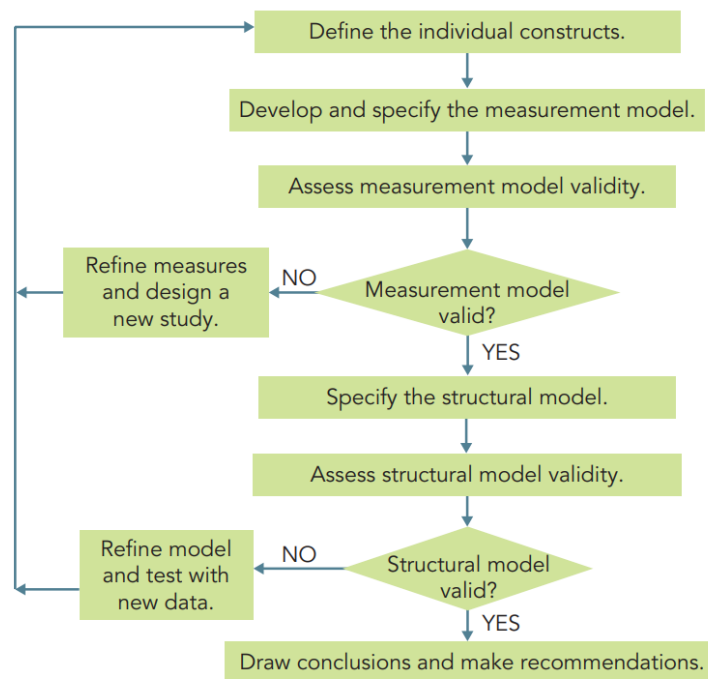 Define the individual constructs.
Develop and specify the measurement model.
Assess measurement model validity.
Refine measures
and design a
new study.
NO
Measurement model
valid?
YES
Specify the structural model.
Assess structural model validity.
Refine model
and test with
new data.
NO
Structural model
valid?
YES
Draw conclusions and make recommendations.